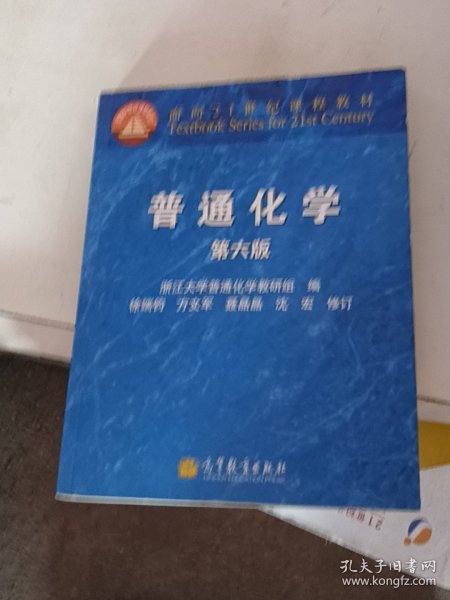 面向21世纪课程教材
Textbook Series for 21st Century
普通化学
第六版
浙江大学普通化学教研组 编
徐端钧 方文军 聂晶晶 沈宏 修订
高等教育出版社
孔夫子旧书网
www.kongfz.com